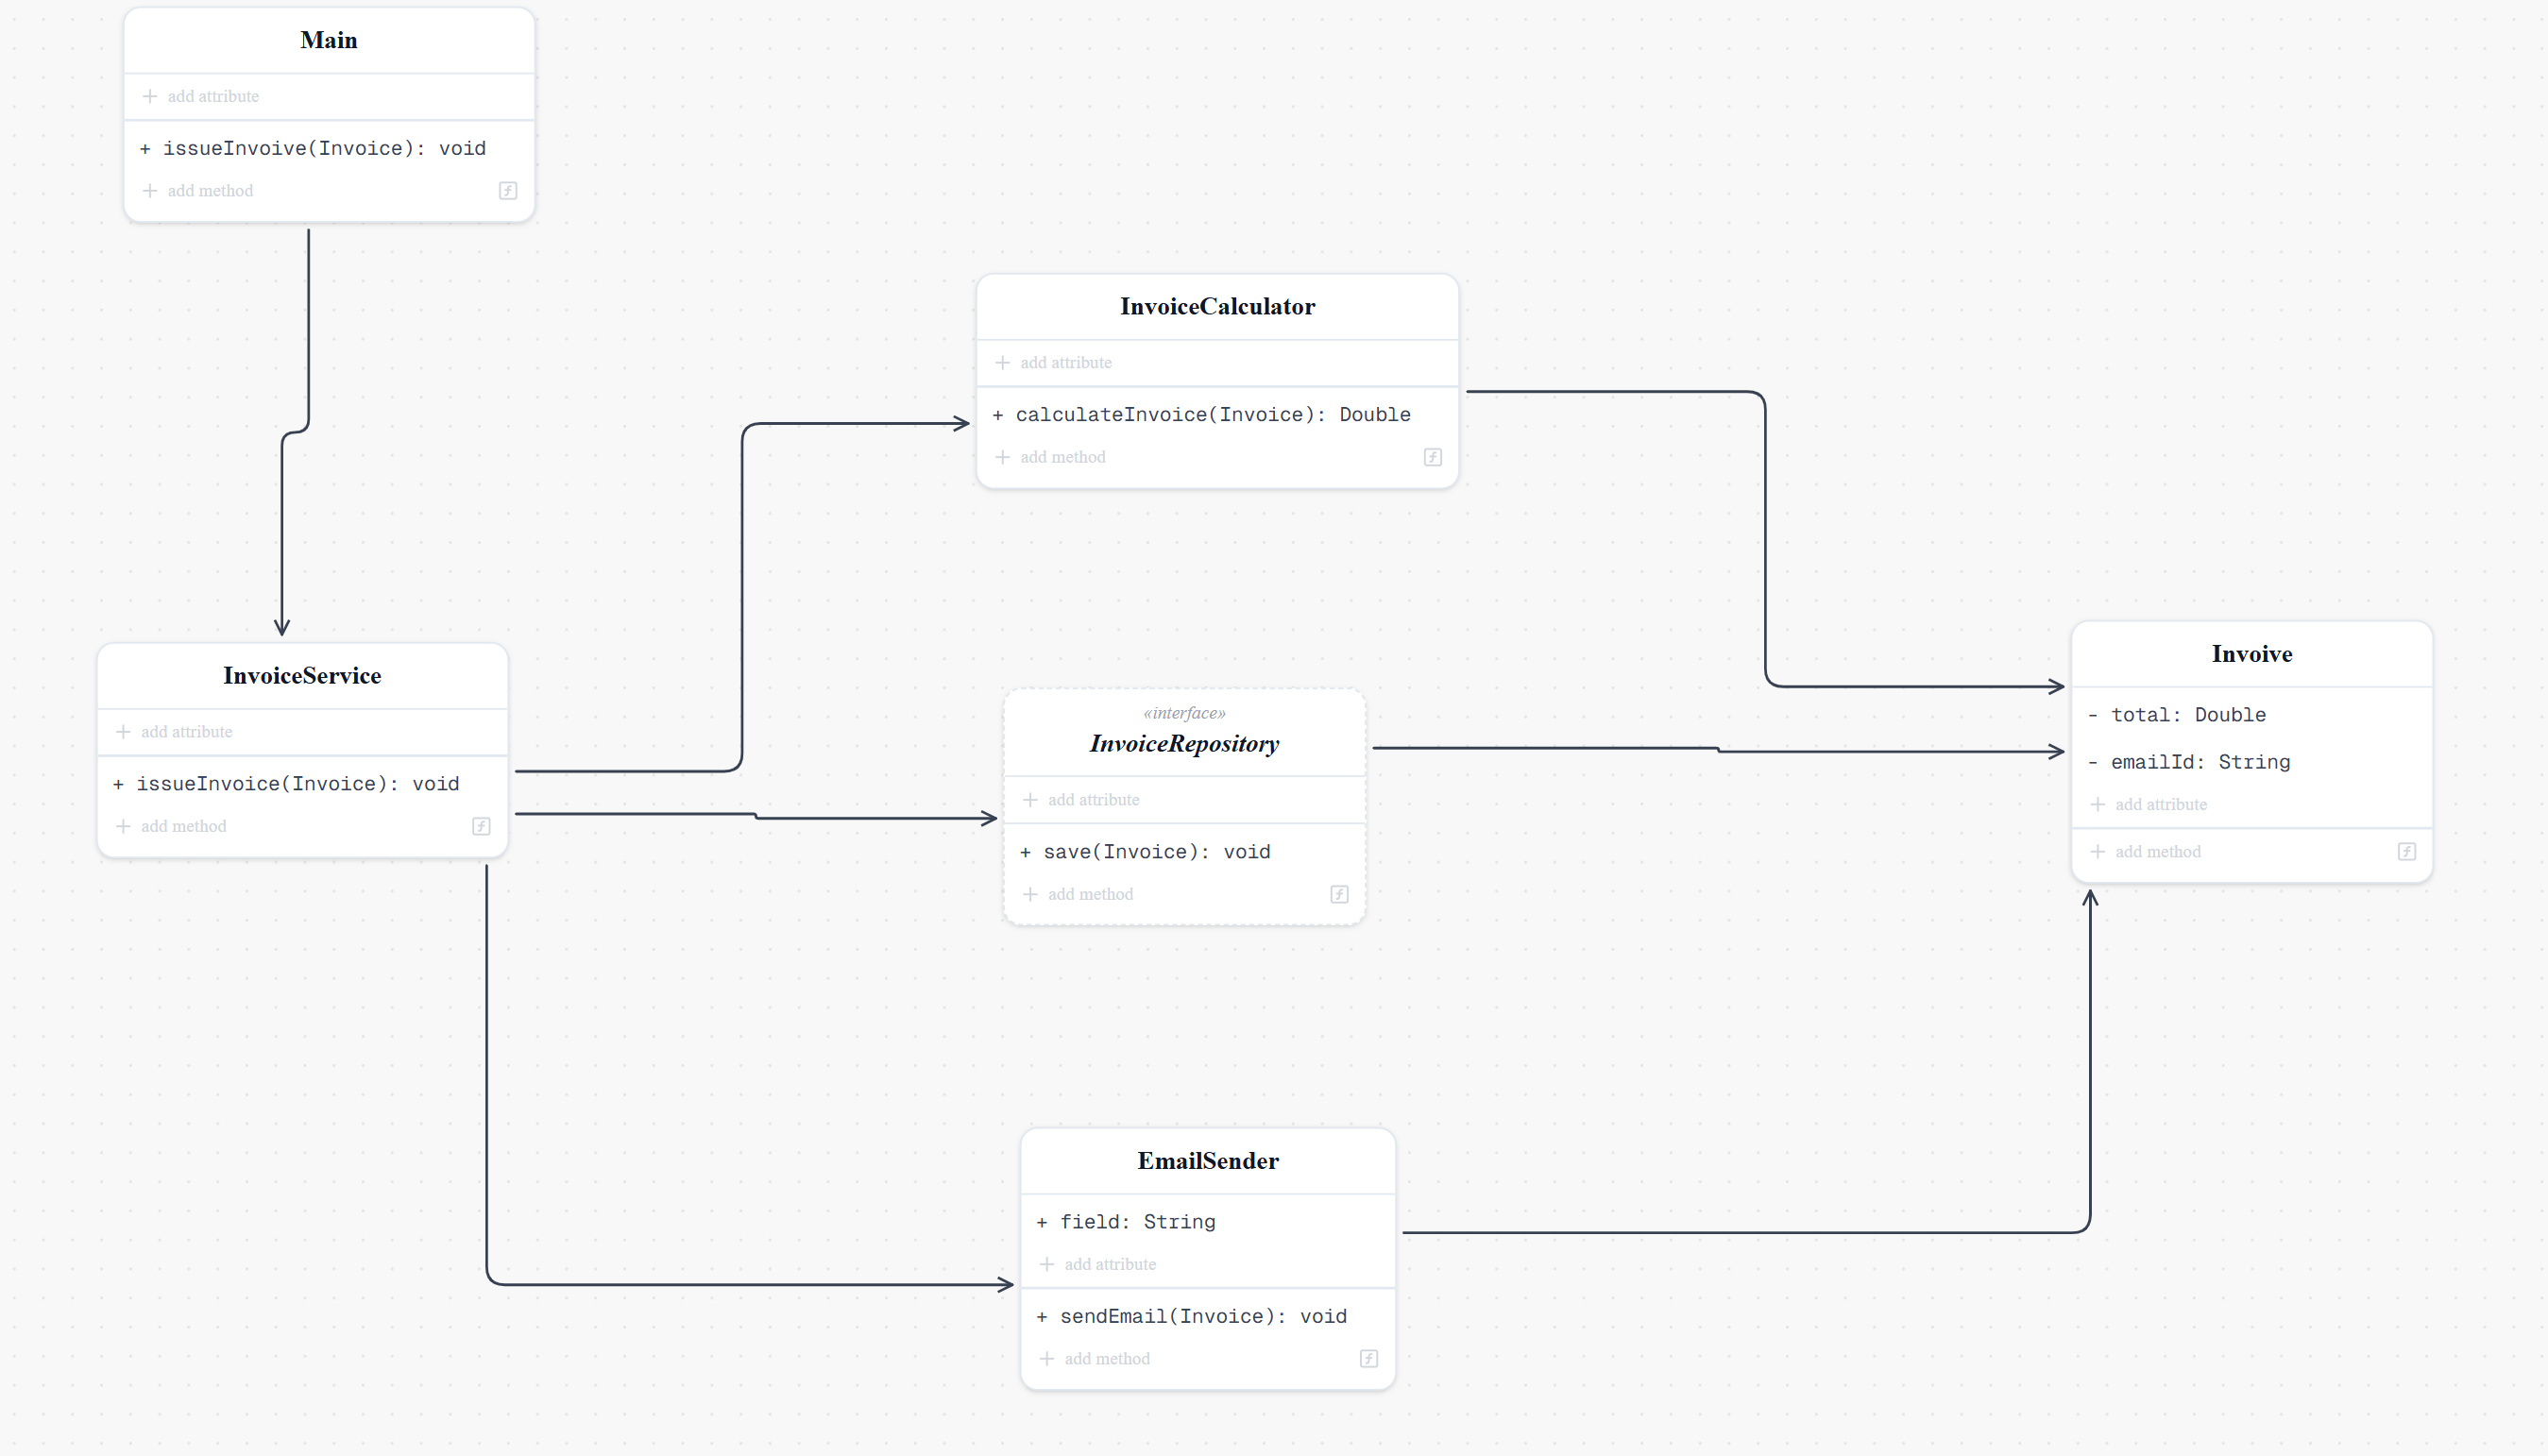 Main
+ add attribute
+ issueInvoive(Invoice): void
+ add method
InvoiceCalculator
+ add attribute
+ calculateInvoice(Invoice): Double
+ add method
InvoiceService
+ add attribute
+ issueInvoice(Invoice): void
+ add method
«interface»
InvoiceRepository
+ add attribute
+ save(Invoice): void
+ add method
Invoive
- total: Double
- emailId: String
+ add attribute
+ add method
EmailSender
+ field: String
+ add attribute
+ sendEmail(Invoice): void
+ add method